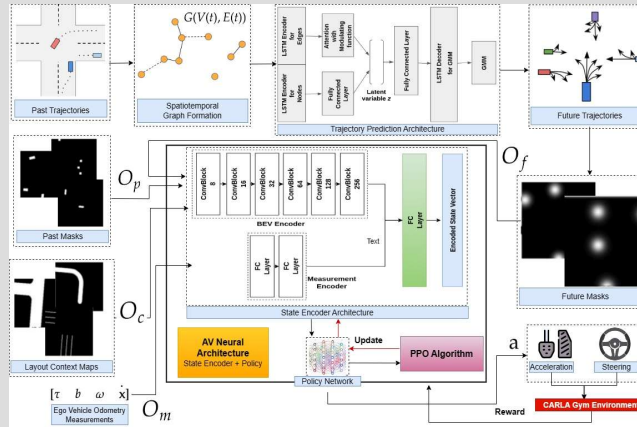 G(V(t), E(t))
Past Trajectories
Spatiotemporal
Graph Formation
LSTM Encoder
for
Edges
LSTM Encoder
for
Nodes
Attention
with
Modulating
function
Fully
Connected
Layer
Latent
variable z
Fully Connected Layer
LSTM Decoder
for GMM
GMM
Trajectory Prediction Architecture
Future Trajectories
Past Masks
O_p
O_f
ConvBlock
8
ConvBlock
16
ConvBlock
32
ConvBlock
64
ConvBlock
128
ConvBlock
256
BEV Encoder
FC
Layer
FC
Layer
Measurement
Encoder
Text
FC
Layer
Encoded State Vector
State Encoder Architecture
Future Masks
Layout Context Maps
O_c
AV Neural
Architecture
State Encoder + Policy
Update
Policy Network
PPO Algorithm
a
Acceleration
Steering
CARLA Gym Environment
Reward
[τ b ω ẋ]
Ego Vehicle Odometry
Measurements
O_m